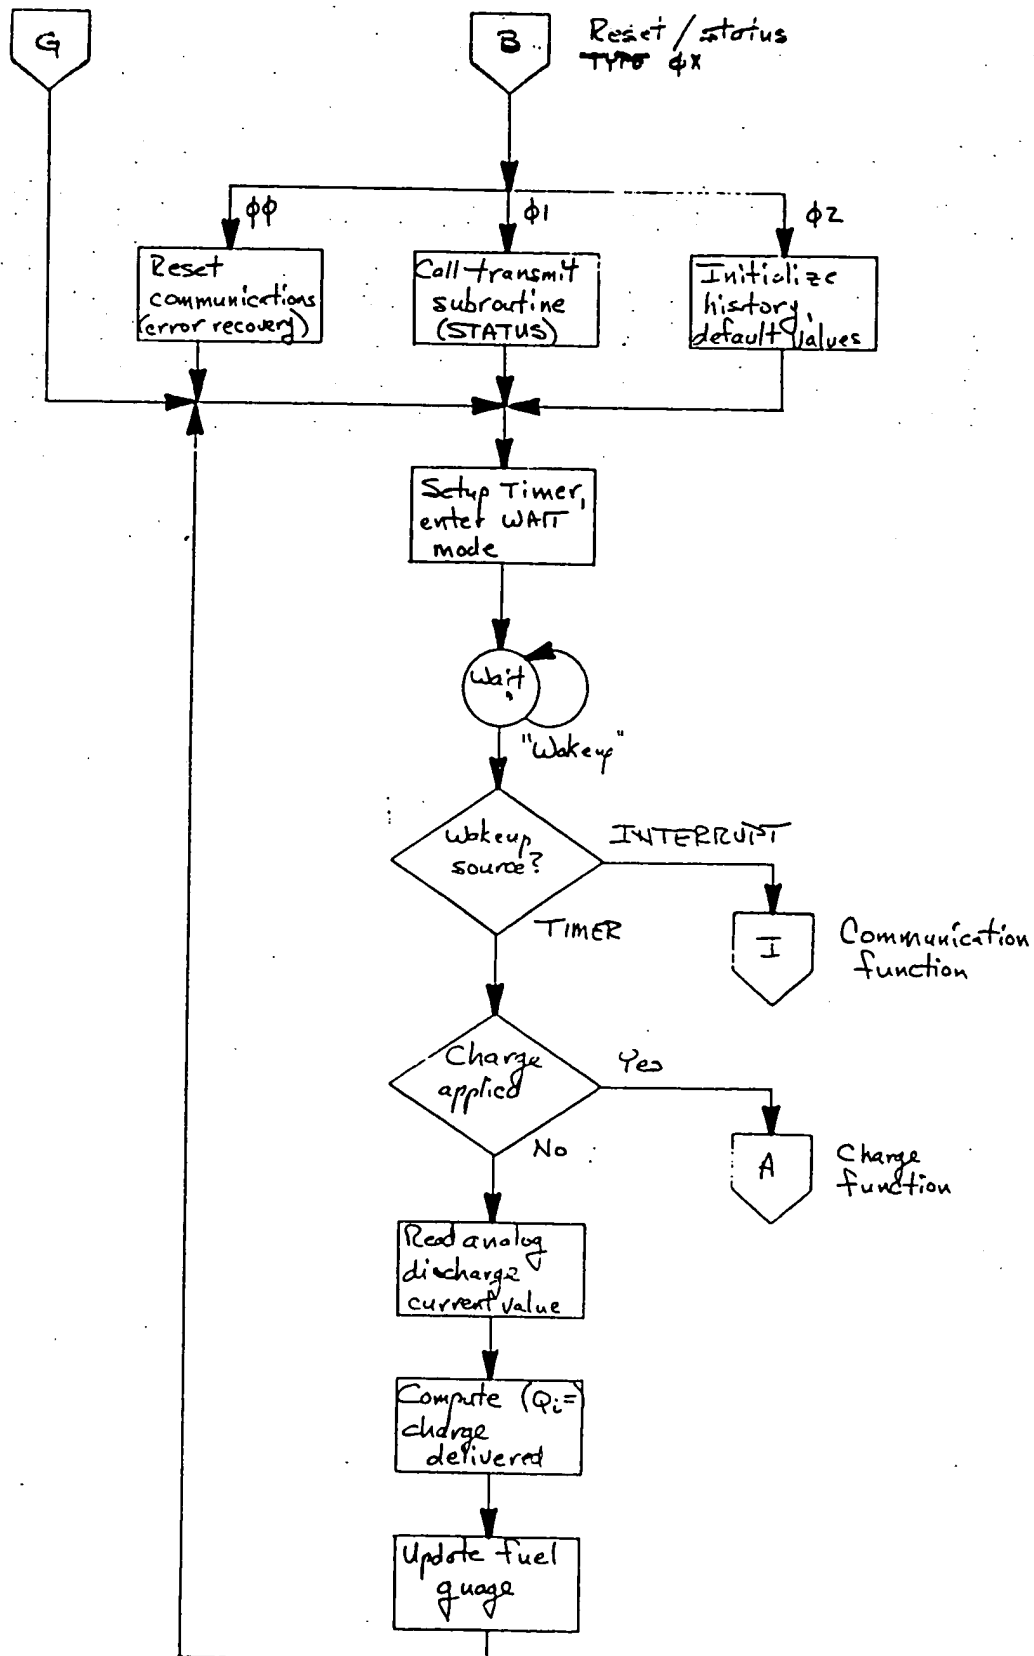 G
B
Reset / status
TYPE φX
φφ
φ1
φ2
Reset
communications
(error recovery)
Call transmit
subroutine
(STATUS)
Initialize
history
default values
Setup Timer,
enter WAIT
mode
Wait
"Wakeup"
Wakeup
source?
INTERRUPT
TIMER
I
Communication
function
Charge
applied
Yes
No
A
Charge
function
Read analog
discharge
current value
Compute (Qi=)
charge
delivered
Update fuel
guage